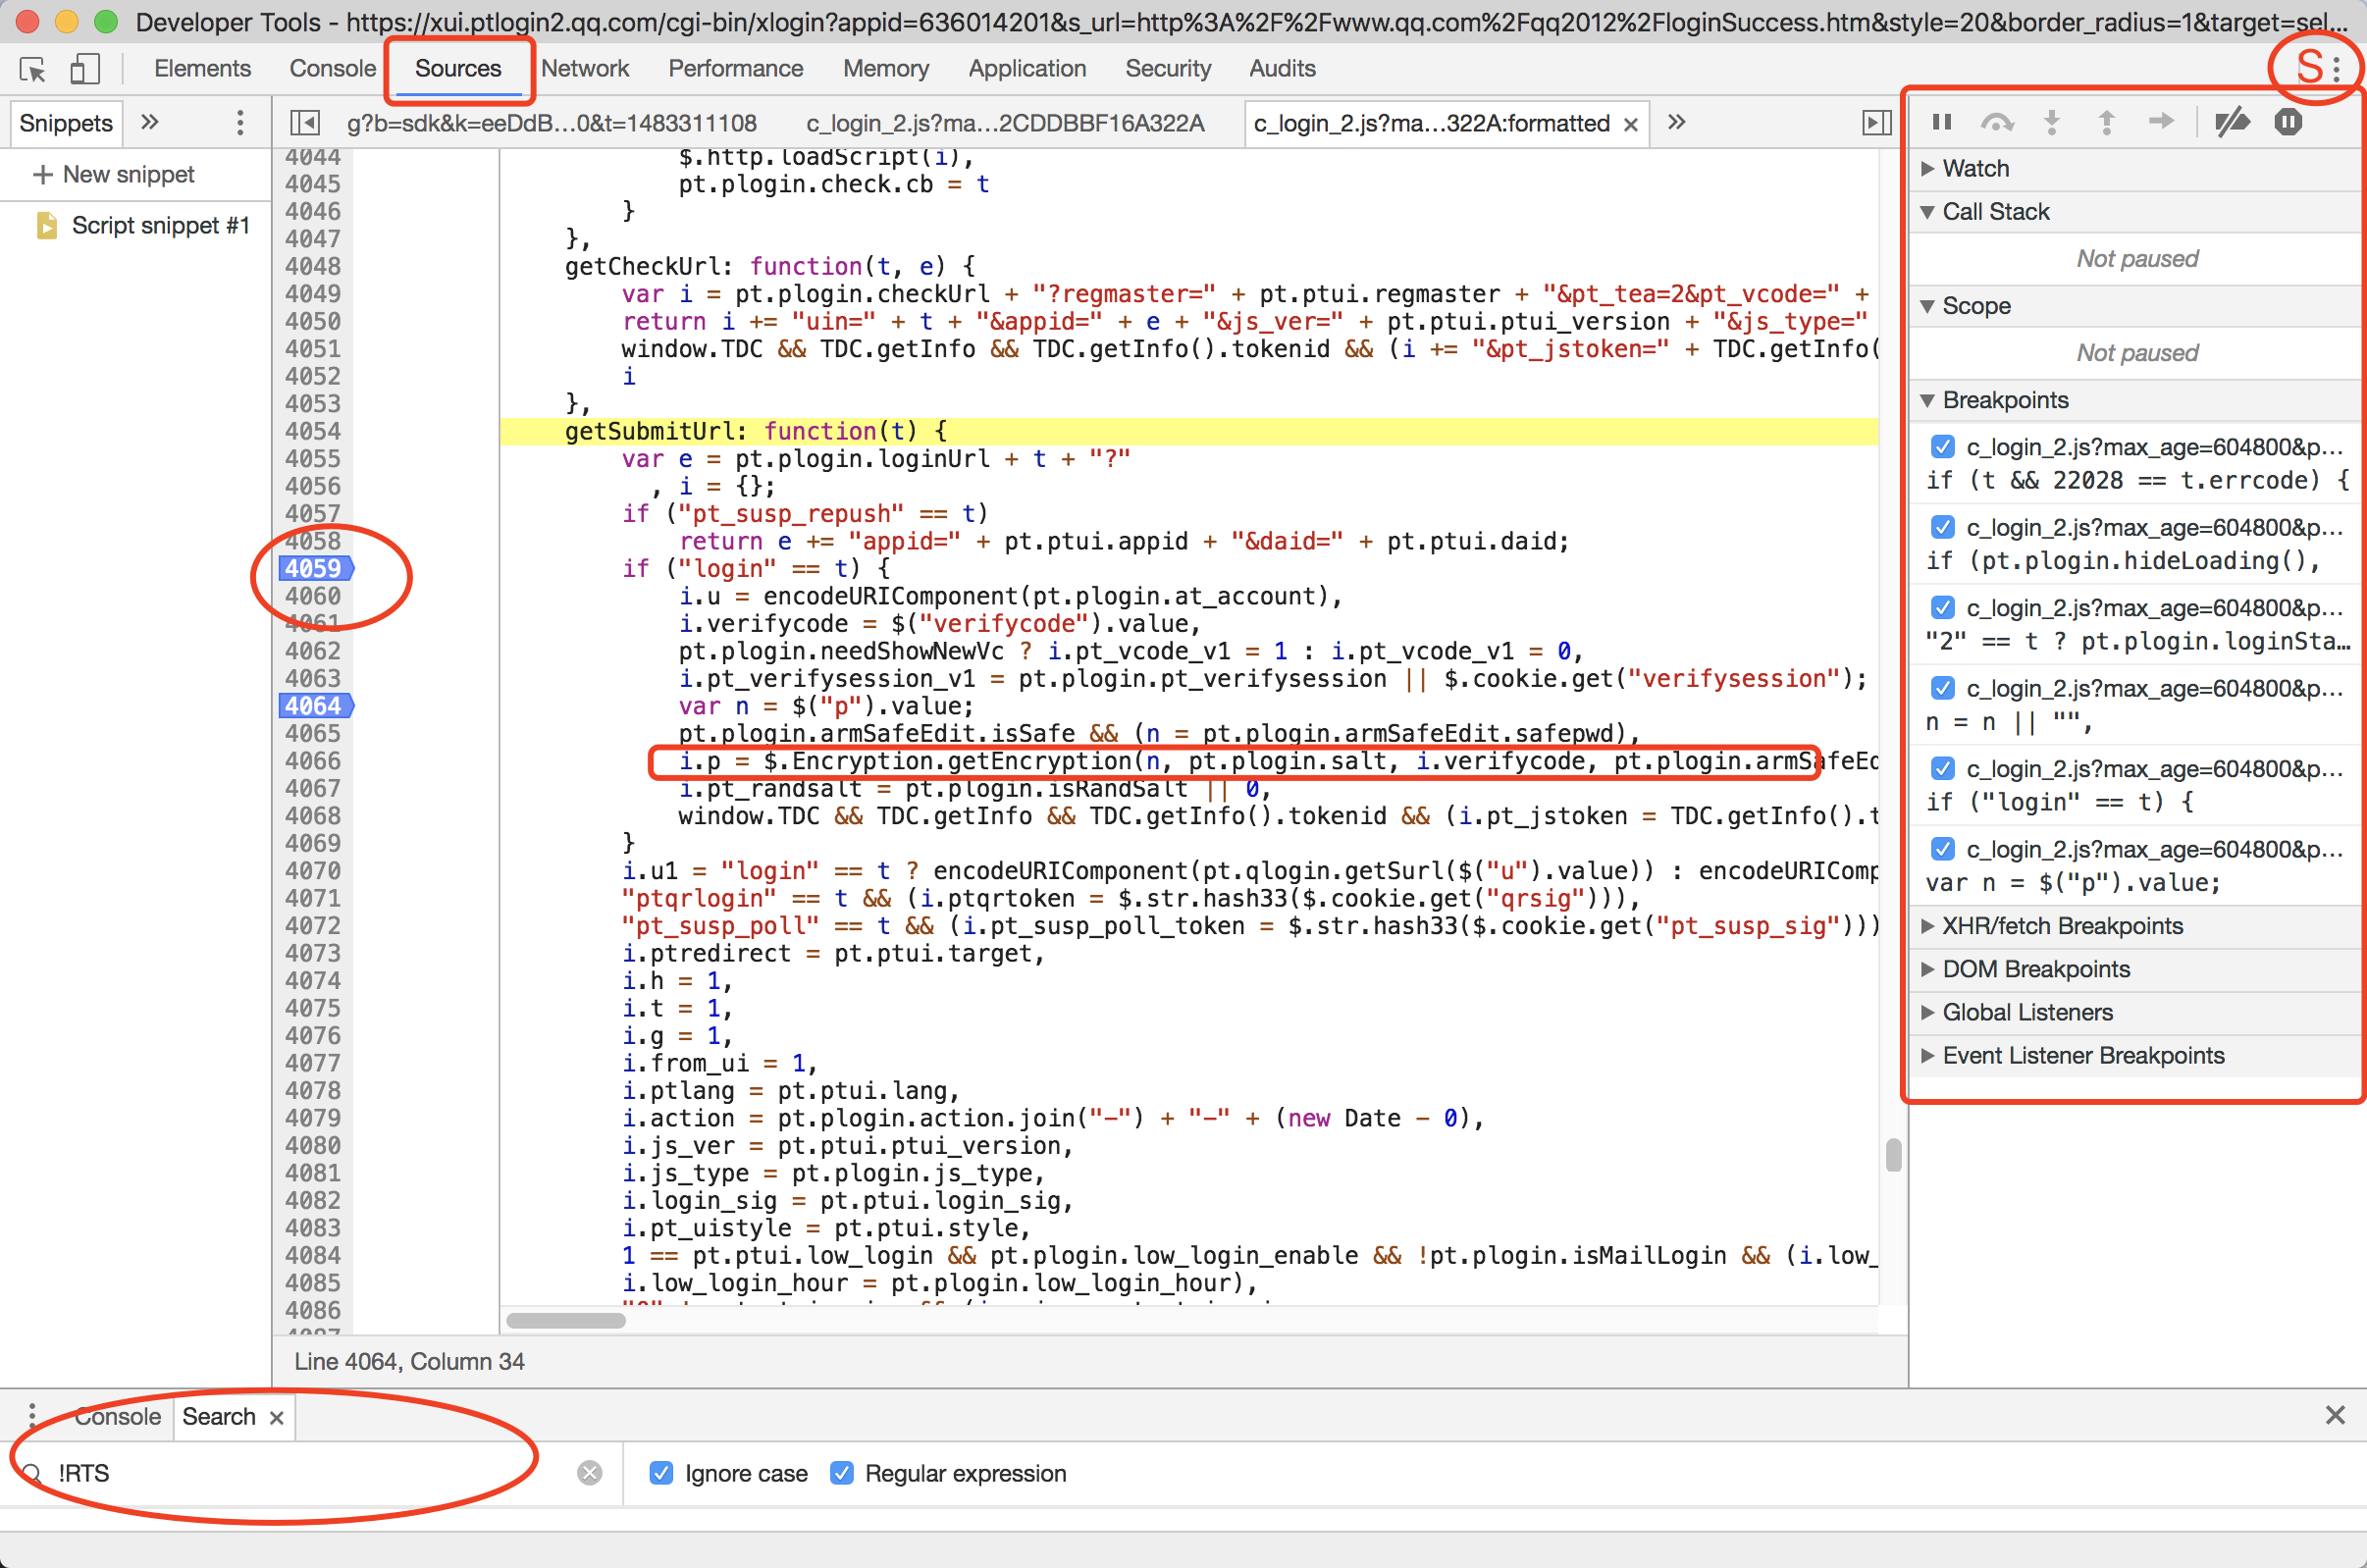 Developer Tools - https://xui.ptlogin2.qq.com/cgi-bin/xlogin?appid=636014201&s_url=http%3A%2F%2Fwww.qq.com%2Fqq2012%2FloginSuccess.htm&style=20&border_radius=1&target=sel...
Elements Console Sources Network Performance Memory Application Security Audits S
Snippets » g?b=sdk&k=eeDdB...0&t=1483311108 c_login_2.js?ma...2CDDBBF16A322A c_login_2.js?ma...322A:formatted × »
+ New snippet
Script snippet #1
4044 $.http.loadScript(i),
4045 pt.plogin.check.cb = t
4046 }
4047 },
4048 getCheckUrl: function(t, e) {
4049 var i = pt.plogin.checkUrl + "?regmaster=" + pt.ptui.regmaster + "&pt_tea=2&pt_vcode=" +
4050 return i += "uin=" + t + "&appid=" + e + "&js_ver=" + pt.ptui.ptui_version + "&js_type="
4051 window.TDC && TDC.getInfo && TDC.getInfo().tokenid && (i += "&pt_jstoken=" + TDC.getInfo(
4052 i
4053 },
4054 getSubmitUrl: function(t) {
4055 var e = pt.plogin.loginUrl + t + "?"
4056 , i = {};
4057 if ("pt_susp_repush" == t)
4058 return e += "appid=" + pt.ptui.appid + "&daid=" + pt.ptui.daid;
4059 if ("login" == t) {
4060 i.u = encodeURIComponent(pt.plogin.at_account),
4061 i.verifycode = $("verifycode").value,
4062 pt.plogin.needShowNewVc ? i.pt_vcode_v1 = 1 : i.pt_vcode_v1 = 0,
4063 i.pt_verifysession_v1 = pt.plogin.pt_verifysession || $.cookie.get("verifysession");
4064 var n = $("p").value;
4065 pt.plogin.armSafeEdit.isSafe && (n = pt.plogin.armSafeEdit.safepwd),
4066 i.p = $.Encryption.getEncryption(n, pt.plogin.salt, i.verifycode, pt.plogin.armSafeEd
4067 i.pt_randsalt = pt.plogin.isRandSalt || 0,
4068 window.TDC && TDC.getInfo && TDC.getInfo().tokenid && (i.pt_jstoken = TDC.getInfo().t
4069 }
4070 i.u1 = "login" == t ? encodeURIComponent(pt.qlogin.getSurl($("u").value)) : encodeURIComp
4071 "ptqrlogin" == t && (i.ptqrtoken = $.str.hash33($.cookie.get("qrsig"))),
4072 "pt_susp_poll" == t && (i.pt_susp_poll_token = $.str.hash33($.cookie.get("pt_susp_sig")))
4073 i.ptredirect = pt.ptui.target,
4074 i.h = 1,
4075 i.t = 1,
4076 i.g = 1,
4077 i.from_ui = 1,
4078 i.ptlang = pt.ptui.lang,
4079 i.action = pt.plogin.action.join("-") + "-" + (new Date - 0),
4080 i.js_ver = pt.ptui.ptui_version,
4081 i.js_type = pt.plogin.js_type,
4082 i.login_sig = pt.ptui.login_sig,
4083 i.pt_uistyle = pt.ptui.style,
4084 1 == pt.ptui.low_login && pt.plogin.low_login_enable && !pt.plogin.isMailLogin && (i.low_
4085 i.low_login_hour = pt.plogin.low_login_hour),
4086
4087
Line 4064, Column 34
Watch
Call Stack
Not paused
Scope
Not paused
Breakpoints
c_login_2.js?max_age=604800&p...
if (t && 22028 == t.errcode) {
c_login_2.js?max_age=604800&p...
if (pt.plogin.hideLoading(),
c_login_2.js?max_age=604800&p...
"2" == t ? pt.plogin.loginSta...
c_login_2.js?max_age=604800&p...
n = n || "",
c_login_2.js?max_age=604800&p...
if ("login" == t) {
c_login_2.js?max_age=604800&p...
var n = $("p").value;
XHR/fetch Breakpoints
DOM Breakpoints
Global Listeners
Event Listener Breakpoints
Console Search ×
!RTS Ignore case Regular expression